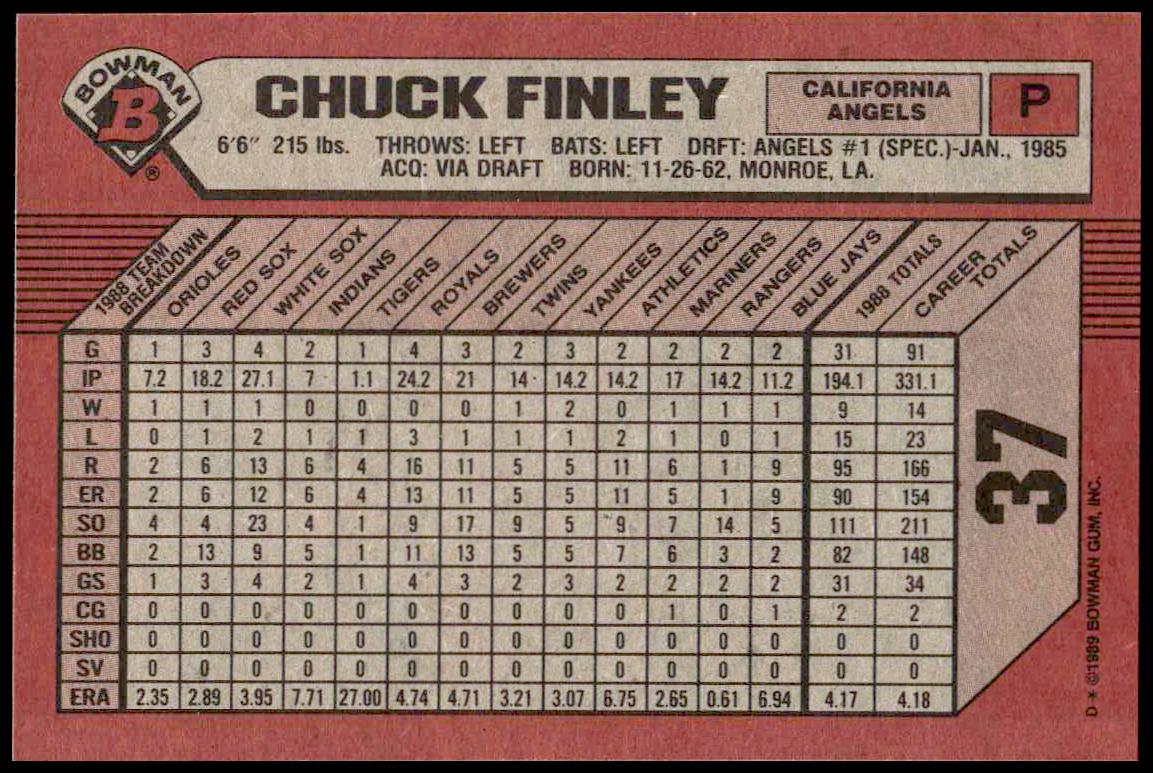 BOWMAN
B
®
CHUCK FINLEY
CALIFORNIA
ANGELS
P
6'6" 215 lbs. THROWS: LEFT BATS: LEFT DRFT: ANGELS #1 (SPEC.)-JAN., 1985
ACQ: VIA DRAFT BORN: 11-26-62, MONROE, LA.
1988 TEAM BREAKDOWN ORIOLES RED SOX WHITE SOX INDIANS TIGERS ROYALS BREWERS TWINS YANKEES ATHLETICS MARINERS RANGERS BLUE JAYS 1988 TOTALS CAREER TOTALS
G 1 3 4 2 1 4 3 2 3 2 2 2 2 31 91
IP 7.2 18.2 27.1 7 1.1 24.2 21 14 14.2 14.2 17 14.2 11.2 194.1 331.1
W 1 1 1 0 0 0 0 1 2 0 1 1 1 9 14
L 0 1 2 1 1 3 1 1 1 2 1 0 1 15 23
R 2 6 13 6 4 16 11 5 5 11 6 1 9 95 166
ER 2 6 12 6 4 13 11 5 5 11 5 1 9 90 154
SO 4 4 23 4 1 9 17 9 5 9 7 14 5 111 211
BB 2 13 9 5 1 11 13 5 5 7 6 3 2 82 148
GS 1 3 4 2 1 4 3 2 3 2 2 2 2 31 34
CG 0 0 0 0 0 0 0 0 0 0 1 0 1 2 2
SHO 0 0 0 0 0 0 0 0 0 0 0 0 0 0 0
SV 0 0 0 0 0 0 0 0 0 0 0 0 0 0 0
ERA 2.35 2.89 3.95 7.71 27.00 4.74 4.71 3.21 3.07 6.75 2.65 0.61 6.94 4.17 4.18
37
D * ©1989 BOWMAN GUM, INC.